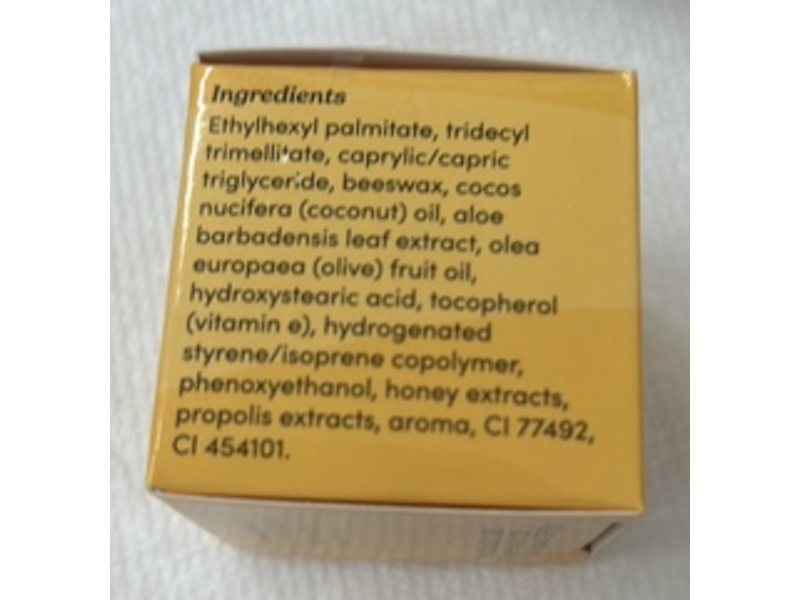 Ingredients
Ethylhexyl palmitate, tridecyl
trimellitate, caprylic/capric
triglyceride, beeswax, cocos
nucifera (coconut) oil, aloe
barbadensis leaf extract, olea
europaea (olive) fruit oil,
hydroxystearic acid, tocopherol
(vitamin e), hydrogenated
styrene/isoprene copolymer,
phenoxyethanol, honey extracts,
propolis extracts, aroma, CI 77492,
CI 454101.